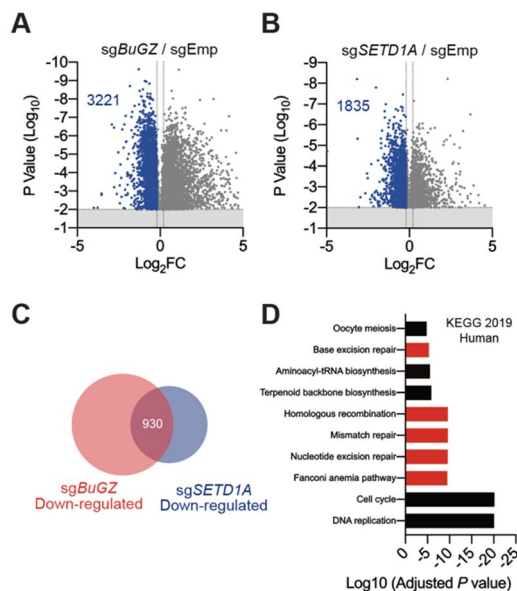 A
sgBuGZ / sgEmp
-10
-9
-8
-7
-6
-5
-4
-3
-2
-1
0
P Value (Log10)
3221
-5
0
5
Log2FC
B
sgSETD1A / sgEmp
-9
-8
-7
-6
-5
-4
-3
-2
-1
0
P Value (Log10)
1835
-5
0
5
Log2FC
C
930
sgBuGZ
Down-regulated
sgSETD1A
Down-regulated
D
KEGG 2019
Human
Oocyte meiosis
Base excision repair
Aminoacyl-tRNA biosynthesis
Terpenoid backbone biosynthesis
Homologous recombination
Mismatch repair
Nucleotide excision repair
Fanconi anemia pathway
Cell cycle
DNA replication
0
-5
-10
-15
-20
-25
Log10 (Adjusted P value)